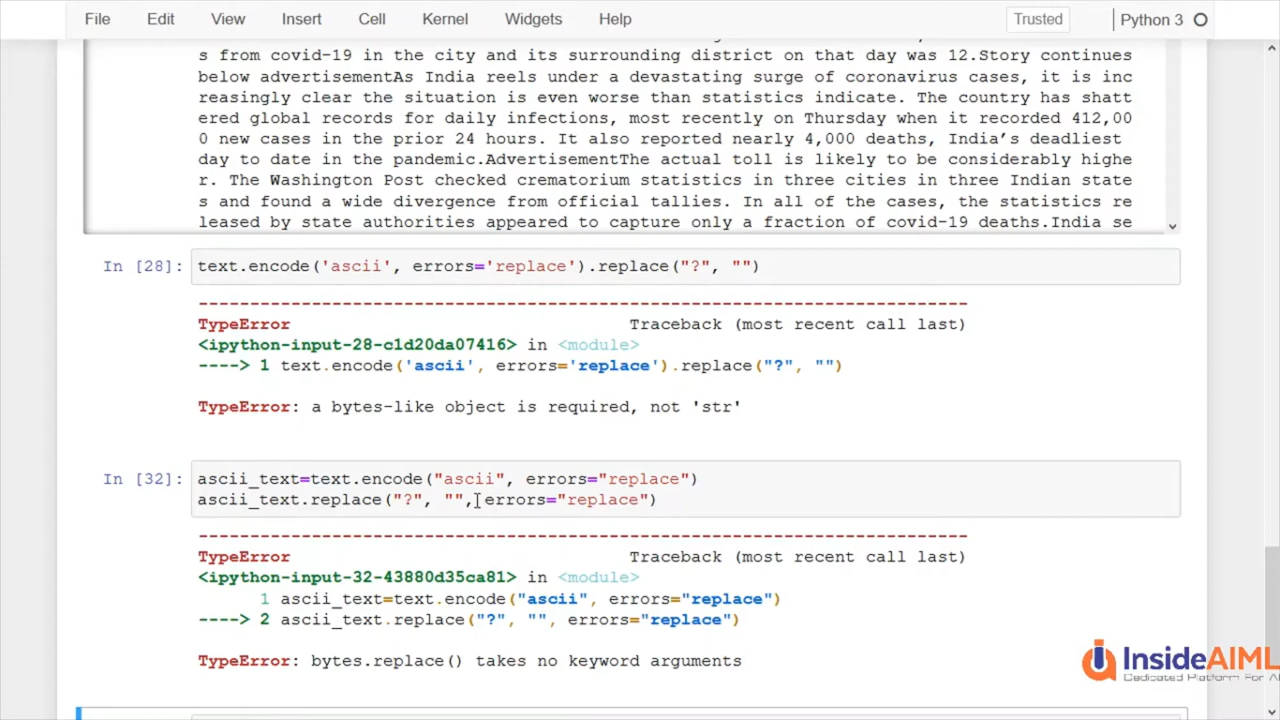 File Edit View Insert Cell Kernel Widgets Help Trusted Python 3
s from covid-19 in the city and its surrounding district on that day was 12.Story continues
below advertisementAs India reels under a devastating surge of coronavirus cases, it is inc
reasingly clear the situation is even worse than statistics indicate. The country has shatt
ered global records for daily infections, most recently on Thursday when it recorded 412,00
0 new cases in the prior 24 hours. It also reported nearly 4,000 deaths, India’s deadliest
day to date in the pandemic.AdvertisementThe actual toll is likely to be considerably highe
r. The Washington Post checked crematorium statistics in three cities in three Indian state
s and found a wide divergence from official tallies. In all of the cases, the statistics re
leased by state authorities appeared to capture only a fraction of covid-19 deaths.India se
In [28]: text.encode('ascii', errors='replace').replace("?", "")
---------------------------------------------------------------------------
TypeError Traceback (most recent call last)
<ipython-input-28-c1d20da07416> in <module>
----> 1 text.encode('ascii', errors='replace').replace("?", "")
TypeError: a bytes-like object is required, not 'str'
In [32]: ascii_text=text.encode("ascii", errors="replace")
ascii_text.replace("?", "", errors="replace")
---------------------------------------------------------------------------
TypeError Traceback (most recent call last)
<ipython-input-32-43880d35ca81> in <module>
1 ascii_text=text.encode("ascii", errors="replace")
----> 2 ascii_text.replace("?", "", errors="replace")
TypeError: bytes.replace() takes no keyword arguments
InsideAIML
Dedicated Platform For